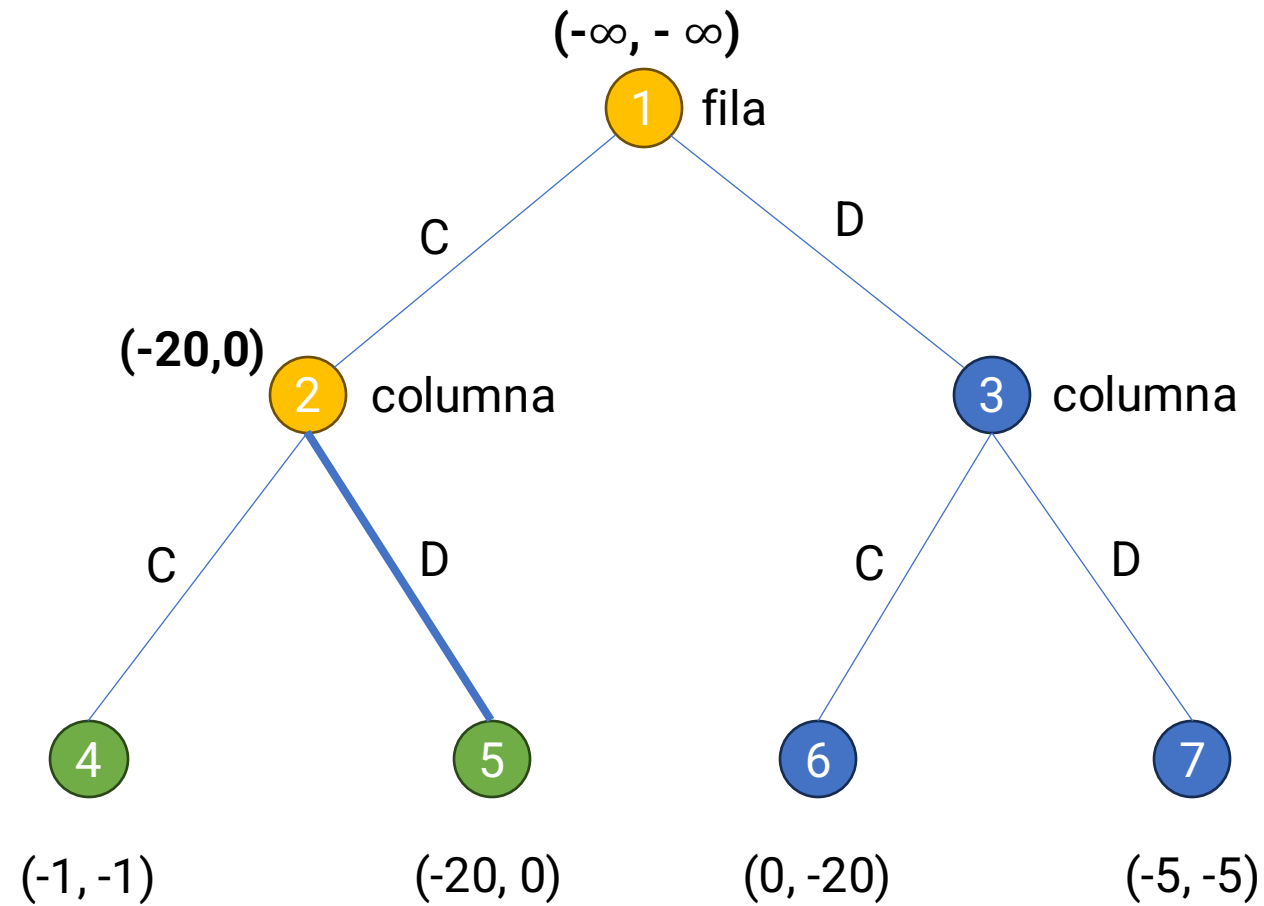 (-∞, - ∞)
1 fila
C D
(-20,0)
2 columna 3 columna
C D C D
4 5 6 7
(-1, -1) (-20, 0) (0, -20) (-5, -5)